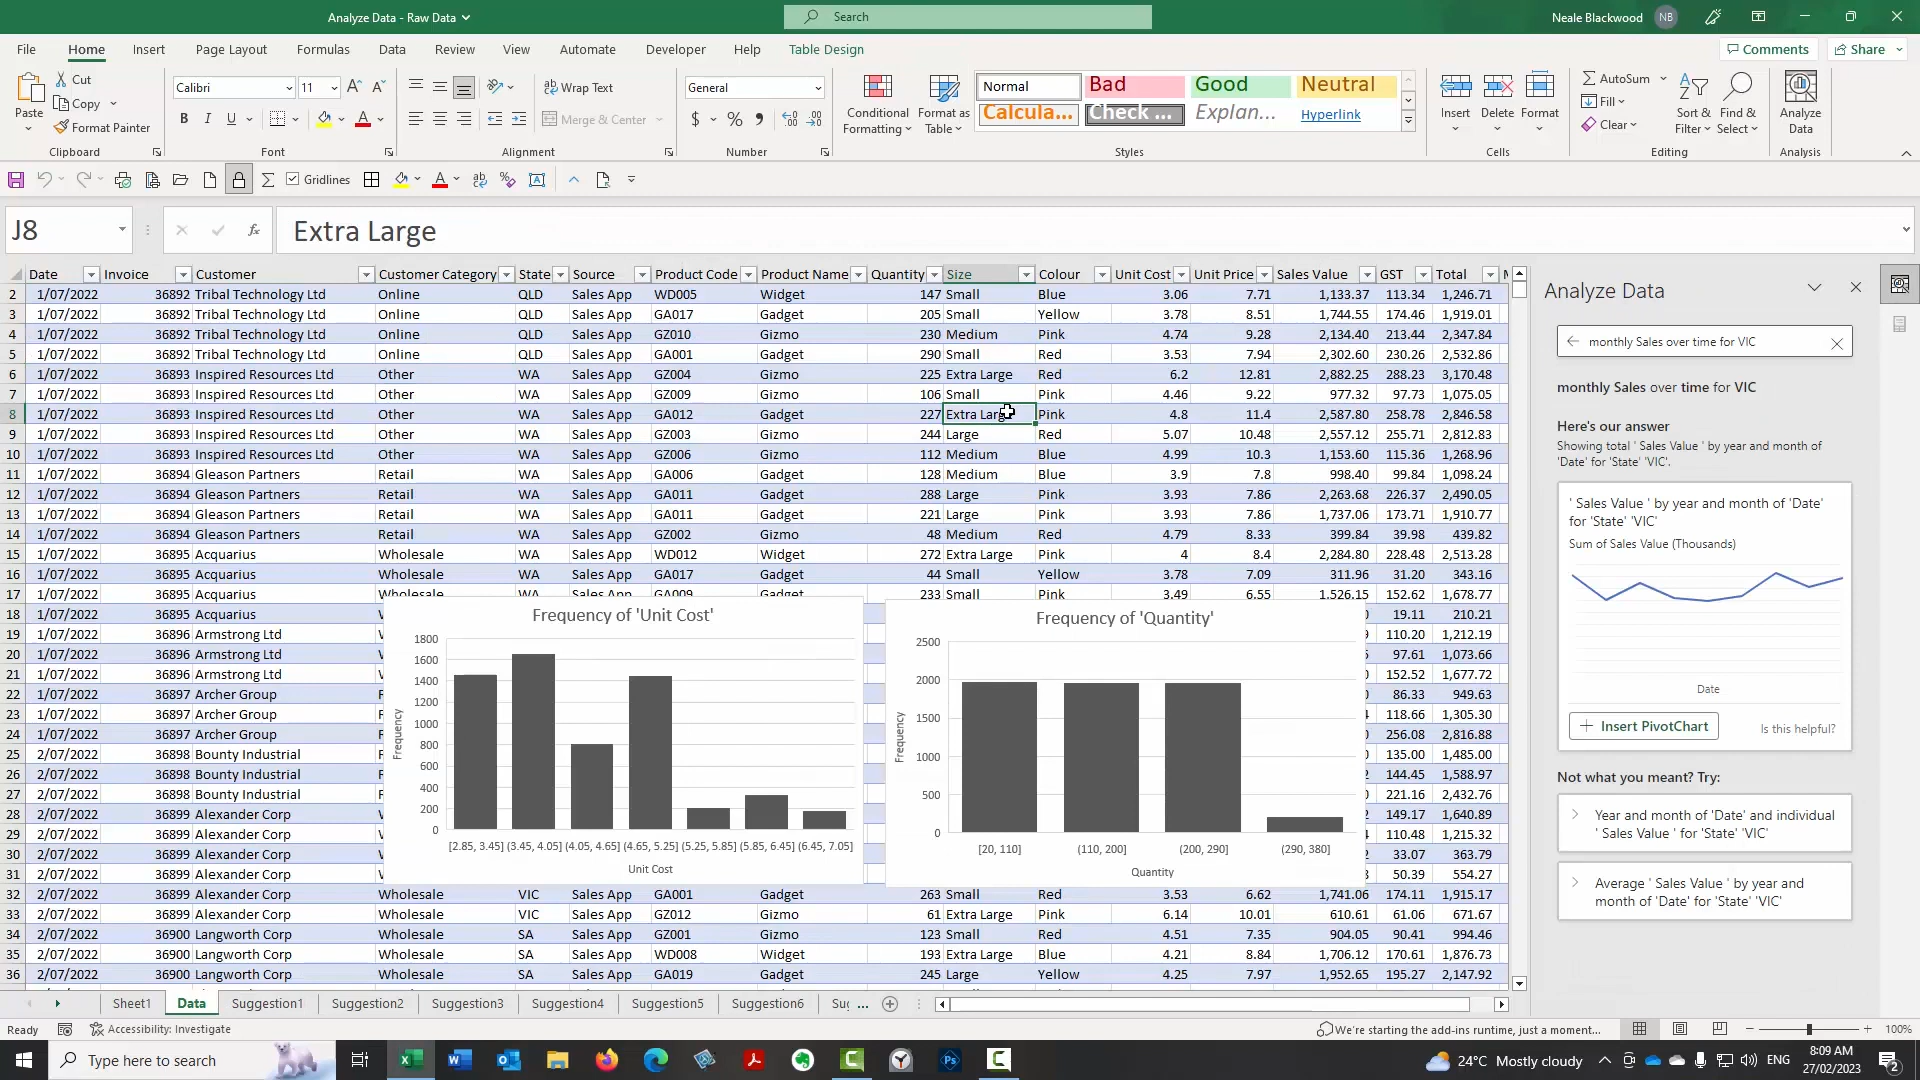 Analyze Data - Raw Data
Search
Neale Blackwood NB
File Home Insert Page Layout Formulas Data Review View Automate Developer Help Table Design
Comments Share
Paste
Cut
Copy
Format Painter
Clipboard
Calibri 11
B I U
Font
Wrap Text
Merge & Center
Alignment
General
$ %
Number
Conditional Formatting
Format as Table
Normal Bad Good Neutral
Calcula... Check ... Explan... Hyperlink
Styles
Insert Delete Format
Cells
AutoSum
Fill
Clear
Sort & Filter
Find & Select
Editing
Analyze Data
Analysis
Gridlines
J8 fx Extra Large
Date Invoice Customer Customer Category State Source Product Code Product Name Quantity Size Colour Unit Cost Unit Price Sales Value GST Total
2 1/07/2022 36892 Tribal Technology Ltd Online QLD Sales App WD005 Widget 147 Small Blue 3.06 7.71 1,133.37 113.34 1,246.71
3 1/07/2022 36892 Tribal Technology Ltd Online QLD Sales App GA017 Gadget 205 Small Yellow 3.78 8.51 1,744.55 174.46 1,919.01
4 1/07/2022 36892 Tribal Technology Ltd Online QLD Sales App GZ010 Gizmo 230 Medium Pink 4.74 9.28 2,134.40 213.44 2,347.84
5 1/07/2022 36892 Tribal Technology Ltd Online QLD Sales App GA001 Gadget 290 Small Red 3.53 7.94 2,302.60 230.26 2,532.86
6 1/07/2022 36893 Inspired Resources Ltd Other WA Sales App GZ004 Gizmo 225 Extra Large Red 6.2 12.81 2,882.25 288.23 3,170.48
7 1/07/2022 36893 Inspired Resources Ltd Other WA Sales App GZ009 Gizmo 106 Small Pink 4.46 9.22 977.32 97.73 1,075.05
8 1/07/2022 36893 Inspired Resources Ltd Other WA Sales App GA012 Gadget 227 Extra Large Pink 4.8 11.4 2,587.80 258.78 2,846.58
9 1/07/2022 36893 Inspired Resources Ltd Other WA Sales App GZ003 Gizmo 244 Large Red 5.07 10.48 2,557.12 255.71 2,812.83
10 1/07/2022 36893 Inspired Resources Ltd Other WA Sales App GZ006 Gizmo 112 Medium Blue 4.99 10.3 1,153.60 115.36 1,268.96
11 1/07/2022 36894 Gleason Partners Retail WA Sales App GA006 Gadget 128 Medium Blue 3.9 7.8 998.40 99.84 1,098.24
12 1/07/2022 36894 Gleason Partners Retail WA Sales App GA011 Gadget 288 Large Pink 3.93 7.86 2,263.68 226.37 2,490.05
13 1/07/2022 36894 Gleason Partners Retail WA Sales App GA011 Gadget 221 Large Pink 3.93 7.86 1,737.06 173.71 1,910.77
14 1/07/2022 36894 Gleason Partners Retail WA Sales App GZ002 Gizmo 48 Medium Red 4.79 8.33 399.84 39.98 439.82
15 1/07/2022 36895 Acquarius Wholesale WA Sales App WD012 Widget 272 Extra Large Pink 4 8.4 2,284.80 228.48 2,513.28
16 1/07/2022 36895 Acquarius Wholesale WA Sales App GA017 Gadget 44 Small Yellow 3.78 7.09 311.96 31.20 343.16
17 1/07/2022 36895 Acquarius Wholesale WA Sales App GA009 Gadget 233 Small Pink 3.49 6.55 1,526.15 152.62 1,678.77
18 1/07/2022 36895 Acquarius 19.11 210.21
19 1/07/2022 36896 Armstrong Ltd 110.20 1,212.19
20 1/07/2022 36896 Armstrong Ltd 97.61 1,073.66
21 1/07/2022 36896 Armstrong Ltd 152.52 1,677.72
22 1/07/2022 36897 Archer Group 86.33 949.63
23 1/07/2022 36897 Archer Group 118.66 1,305.30
24 1/07/2022 36897 Archer Group 256.08 2,816.88
25 2/07/2022 36898 Bounty Industrial 135.00 1,485.00
26 2/07/2022 36898 Bounty Industrial 144.45 1,588.97
27 2/07/2022 36898 Bounty Industrial 221.16 2,432.76
28 2/07/2022 36899 Alexander Corp 149.17 1,640.89
29 2/07/2022 36899 Alexander Corp 110.48 1,215.32
30 2/07/2022 36899 Alexander Corp 33.07 363.79
31 2/07/2022 36899 Alexander Corp 50.39 554.27
32 2/07/2022 36899 Alexander Corp Wholesale VIC Sales App GA001 Gadget 263 Small Red 3.53 6.62 1,741.06 174.11 1,915.17
33 2/07/2022 36899 Alexander Corp Wholesale VIC Sales App GZ012 Gizmo 61 Extra Large Pink 6.14 10.01 610.61 61.06 671.67
34 2/07/2022 36900 Langworth Corp Wholesale SA Sales App GZ001 Gizmo 123 Small Red 4.51 7.35 904.05 90.41 994.46
35 2/07/2022 36900 Langworth Corp Wholesale SA Sales App WD008 Widget 193 Extra Large Blue 4.21 8.84 1,706.12 170.61 1,876.73
36 2/07/2022 36900 Langworth Corp Wholesale SA Sales App GA019 Gadget 245 Large Yellow 4.25 7.97 1,952.65 195.27 2,147.92
Frequency of 'Unit Cost'
1800
1600
1400
1200
1000
800
600
400
200
0
Frequency
[2.85, 3.45] (3.45, 4.05] (4.05, 4.65] (4.65, 5.25] (5.25, 5.85] (5.85, 6.45] (6.45, 7.05]
Unit Cost
Frequency of 'Quantity'
2500
2000
1500
1000
500
0
Frequency
[20, 110] (110, 200] (200, 290] (290, 380]
Quantity
Analyze Data
monthly Sales over time for VIC
monthly Sales over time for VIC
Here's our answer
Showing total ' Sales Value ' by year and month of
'Date' for 'State' 'VIC'.
' Sales Value ' by year and month of 'Date'
for 'State' 'VIC'
Sum of Sales Value (Thousands)
Date
Insert PivotChart
Is this helpful?
Not what you meant? Try:
Year and month of 'Date' and individual
' Sales Value ' for 'State' 'VIC'
Average ' Sales Value ' by year and
month of 'Date' for 'State' 'VIC'
Sheet1 Data Suggestion1 Suggestion2 Suggestion3 Suggestion4 Suggestion5 Suggestion6 Su ...
Ready Accessibility: Investigate
We're starting the add-ins runtime, just a moment... 100%
Type here to search
24°C Mostly cloudy ENG
8:09 AM
27/02/2023
2